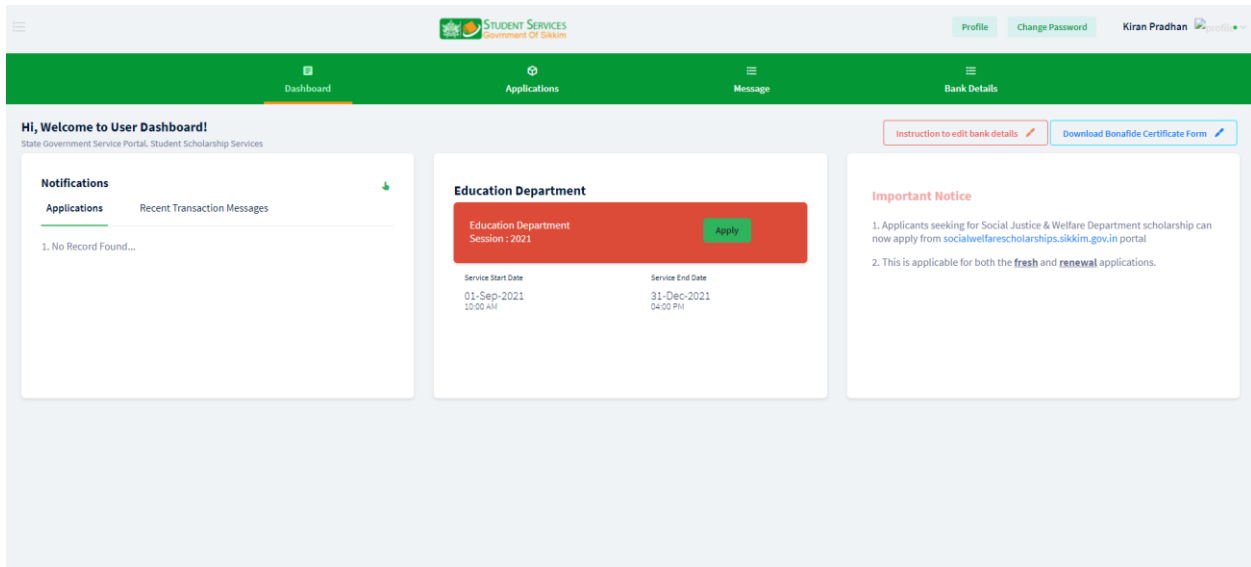 STUDENT SERVICES
Government Of Sikkim
Profile
Change Password
Kiran Pradhan
profile
Dashboard
Applications
Message
Bank Details
Hi, Welcome to User Dashboard!
State Government Service Portal. Student Scholarship Services
Instruction to edit bank details
Download Bonafide Certificate Form
Notifications
Applications
Recent Transaction Messages
1. No Record Found...
Education Department
Education Department
Session : 2021
Apply
Service Start Date
Service End Date
01-Sep-2021
31-Dec-2021
10:00 AM
04:00 PM
Important Notice
1. Applicants seeking for Social Justice & Welfare Department scholarship can
now apply from socialwelfarescholarships.sikkim.gov.in portal
2. This is applicable for both the fresh and renewal applications.